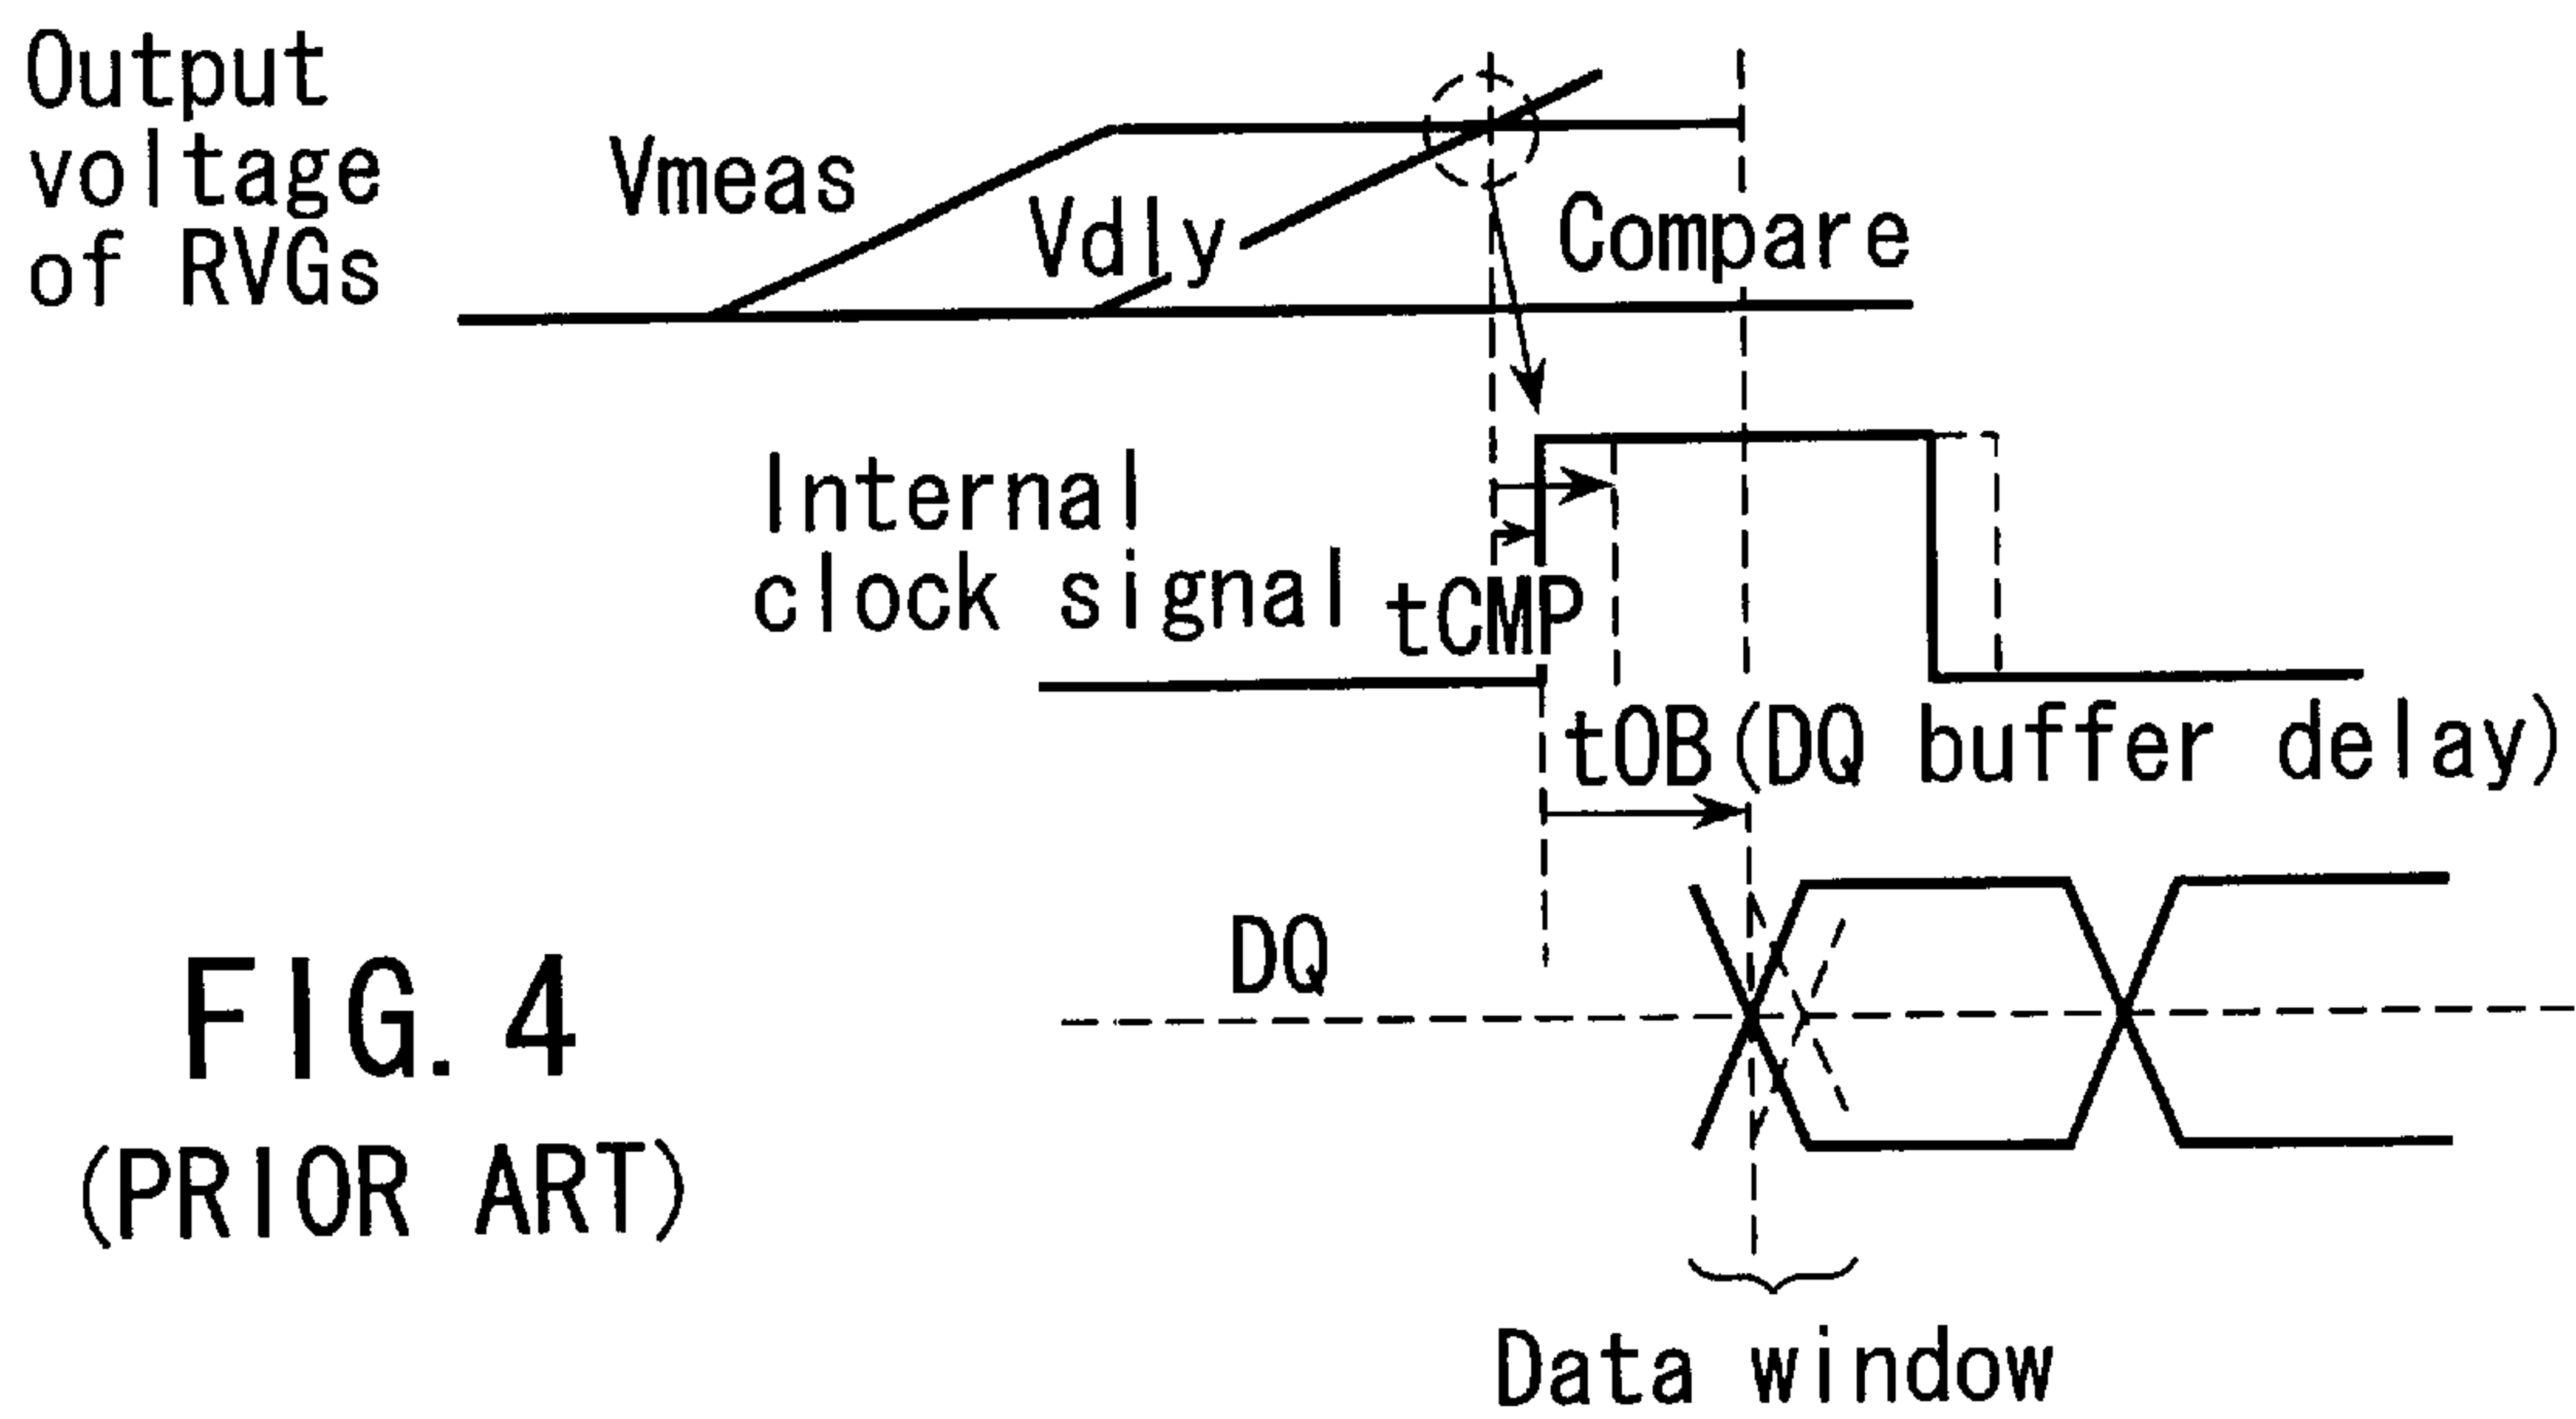 Output
voltage
of RVGs
Vmeas
Vdly
Compare
Internal
clock signal
tCMP
tOB(DQ buffer delay)
DQ
FIG. 4
(PRIOR ART)
Data window